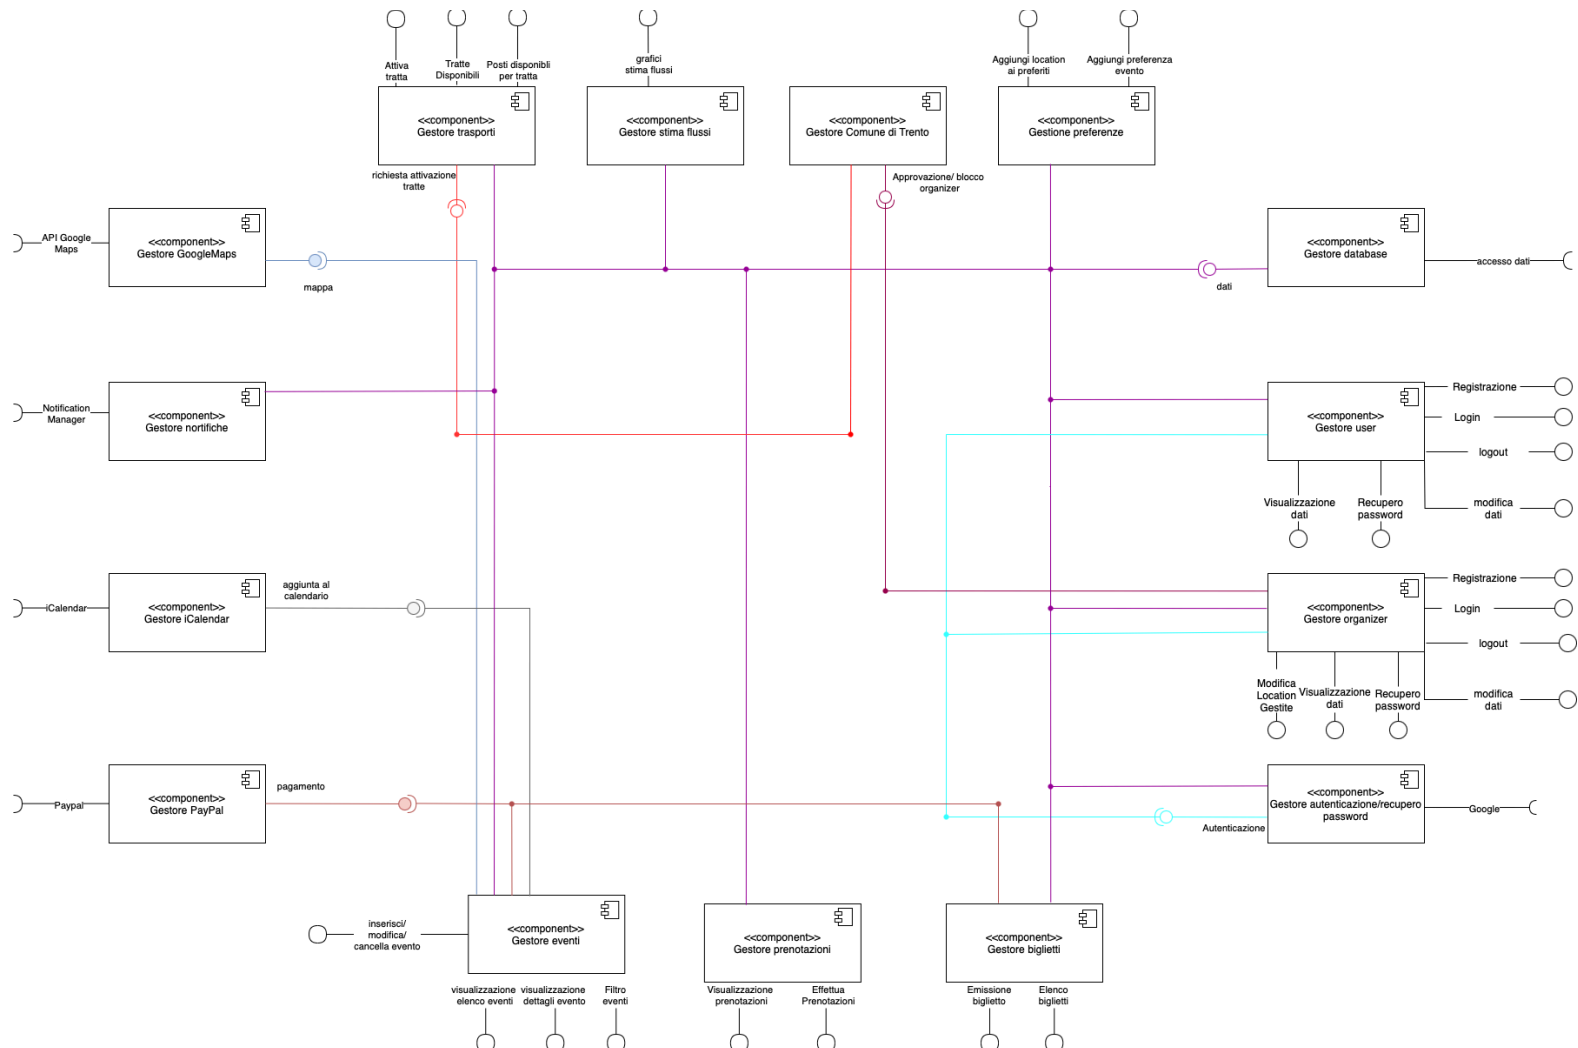 Attiva
tratta
Tratte
Disponibili
Posti disponibli
per tratta
grafici
stima flussi
Aggiungi location
ai preferiti
Aggiungi preferenza
evento
<<component>>
Gestore trasporti
<<component>>
Gestore stima flussi
<<component>>
Gestore Comune di Trento
<<component>>
Gestione preferenze
richiesta attivazione
tratte
Approvazione/ blocco
organizer
API Google
Maps
<<component>>
Gestore GoogleMaps
mappa
<<component>>
Gestore database
accesso dati
dati
Notification
Manager
<<component>>
Gestore nortifiche
<<component>>
Gestore user
Registrazione
Login
logout
modifica
dati
Visualizzazione
dati
Recupero
password
iCalendar
<<component>>
Gestore iCalendar
aggiunta al
calendario
<<component>>
Gestore organizer
Registrazione
Login
logout
modifica
dati
Modifica
Location
Gestite
Visualizzazione
dati
Recupero
password
Paypal
<<component>>
Gestore PayPal
pagamento
<<component>>
Gestore autenticazione/recupero
password
Google
Autenticazione
inserisci/
modifica/
cancella evento
<<component>>
Gestore eventi
<<component>>
Gestore prenotazioni
<<component>>
Gestore biglietti
visualizzazione
elenco eventi
visualizzazione
dettagli evento
Filtro
eventi
Visualizzazione
prenotazioni
Effettua
Prenotazioni
Emissione
biglietto
Elenco
biglietti